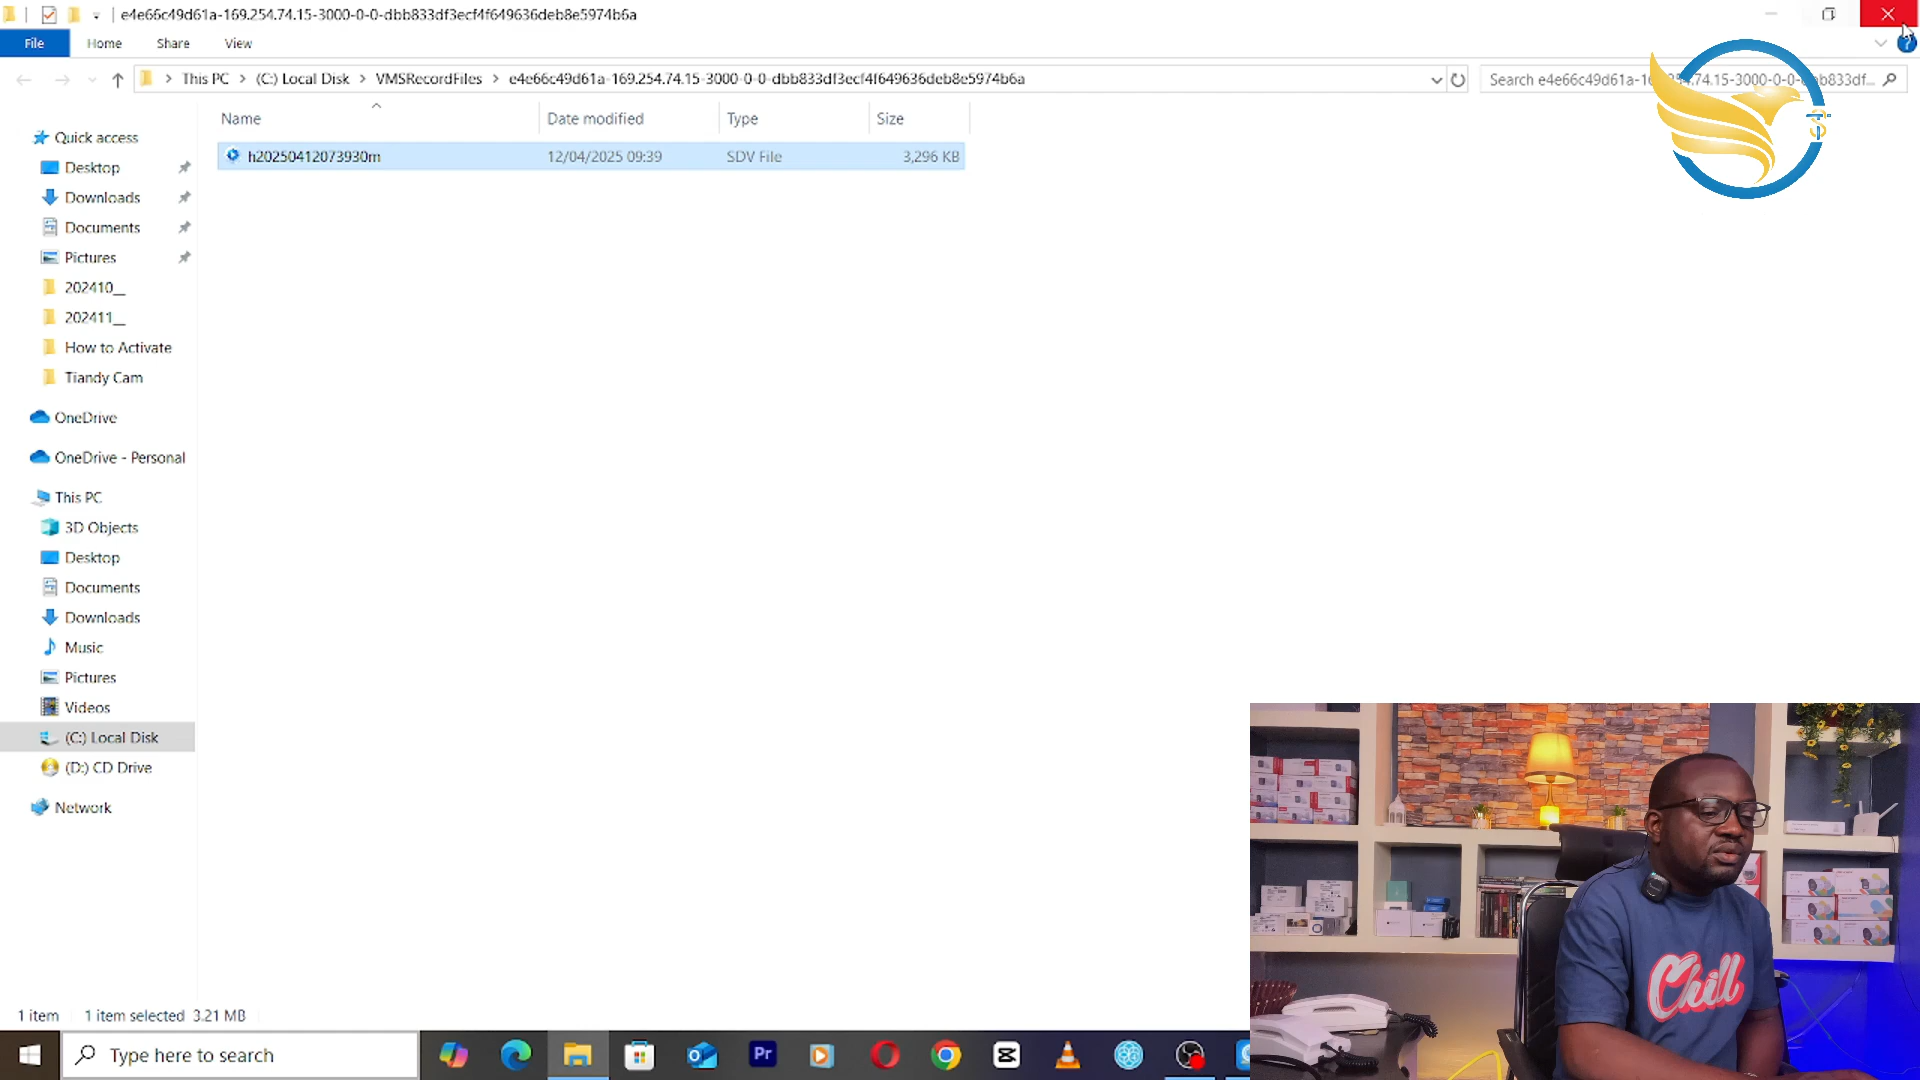 e4e66c49d61a-169.254.74.15-3000-0-0-dbb833df3ecf4f649636deb8e5974b6a
File Home Share View
This PC (C:) Local Disk VMSRecordFiles e4e66c49d61a-169.254.74.15-3000-0-0-dbb833df3ecf4f649636deb8e5974b6a
Search
Name Date modified Type Size
h20250412073930m 12/04/2025 09:39 SDV File 3,296 KB
Quick access
Desktop
Downloads
Documents
Pictures
202410__
202411__
How to Activate
Tiandy Cam
OneDrive
OneDrive - Personal
This PC
3D Objects
Desktop
Documents
Downloads
Music
Pictures
Videos
(C:) Local Disk
(D:) CD Drive
Network
Chill
1 item 1 item selected 3.21 MB
Type here to search
Pr